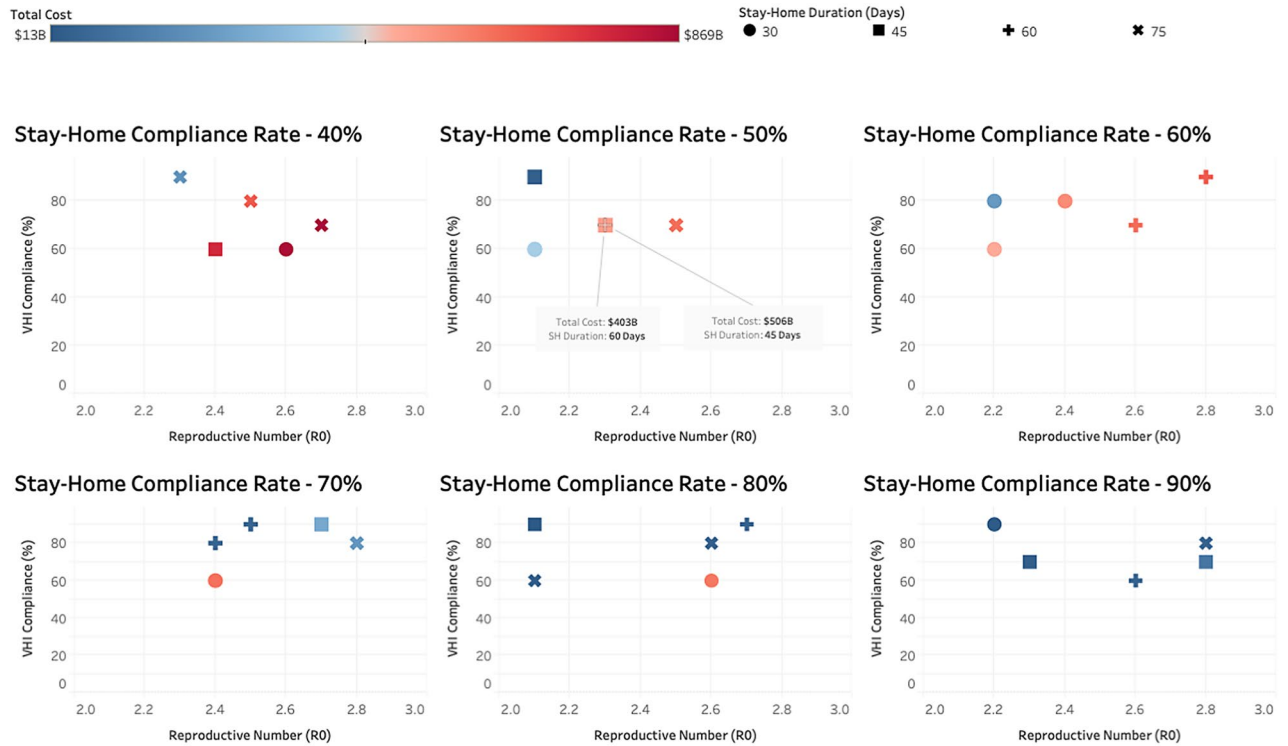 Total Cost
$13B
$869B
Stay-Home Duration (Days)
30
45
60
75
Stay-Home Compliance Rate - 40%
VHI Compliance (%)
80
60
40
20
0
2.0 2.2 2.4 2.6 2.8 3.0
Reproductive Number (R0)
Stay-Home Compliance Rate - 50%
VHI Compliance (%)
80
60
40
20
0
Total Cost: $403B
SH Duration: 60 Days
Total Cost: $506B
SH Duration: 45 Days
2.0 2.2 2.4 2.6 2.8 3.0
Reproductive Number (R0)
Stay-Home Compliance Rate - 60%
VHI Compliance (%)
80
60
40
20
0
2.0 2.2 2.4 2.6 2.8 3.0
Reproductive Number (R0)
Stay-Home Compliance Rate - 70%
VHI Compliance (%)
80
60
40
20
0
2.0 2.2 2.4 2.6 2.8 3.0
Reproductive Number (R0)
Stay-Home Compliance Rate - 80%
VHI Compliance (%)
80
60
40
20
0
2.0 2.2 2.4 2.6 2.8 3.0
Reproductive Number (R0)
Stay-Home Compliance Rate - 90%
VHI Compliance (%)
80
60
40
20
0
2.0 2.2 2.4 2.6 2.8 3.0
Reproductive Number (R0)